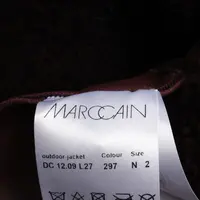 MARCCAIN
outdoor-jacket Colour Size
DC 12.09 L27 297 N 2